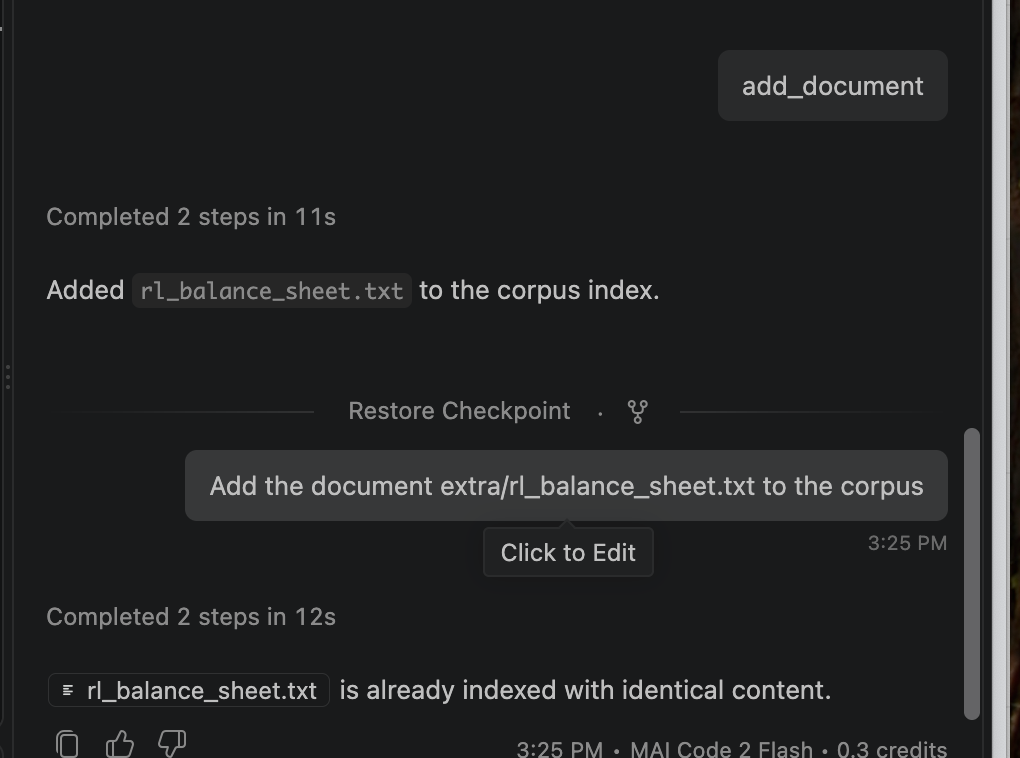 add_document
Completed 2 steps in 11s
Added rl_balance_sheet.txt to the corpus index.
Restore Checkpoint ·
Add the document extra/rl_balance_sheet.txt to the corpus
Click to Edit
3:25 PM
Completed 2 steps in 12s
rl_balance_sheet.txt is already indexed with identical content.
3:25 PM • MAI Code 2 Flash • 0.3 credits